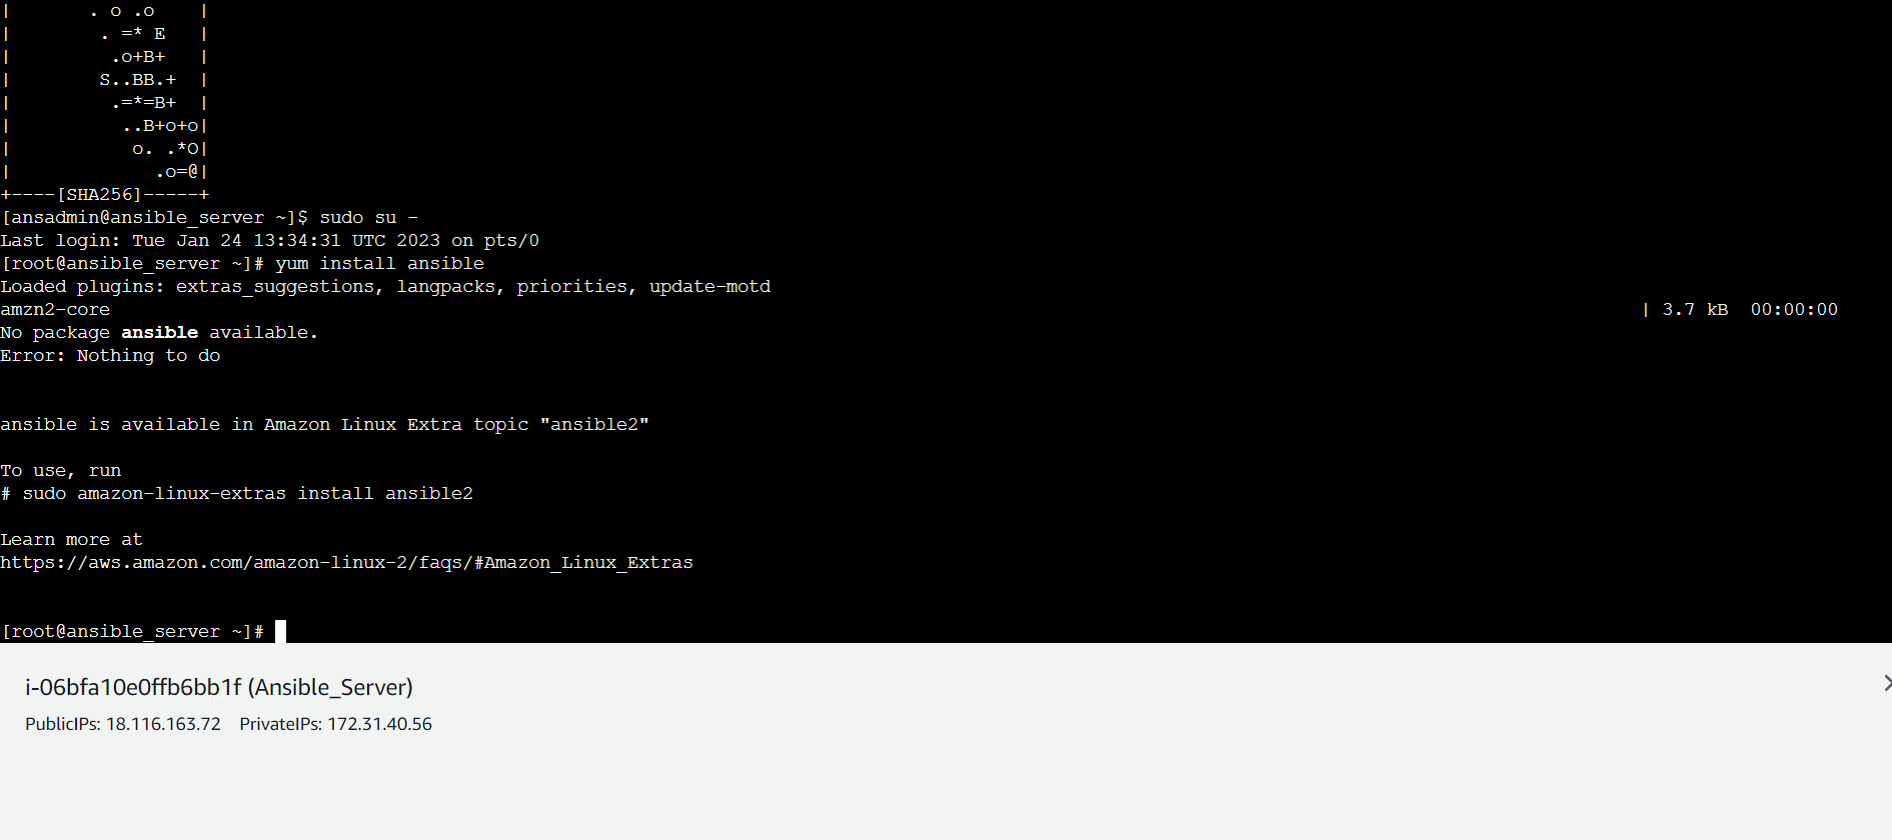 |       . o .o    |
|        . =* E   |
|         .o+B+   |
|        S..BB.+  |
|         .=*=B+  |
|          ..B+o+o|
|           o. .*O|
|             .o=@|
+----[SHA256]-----+
[ansadmin@ansible_server ~]$ sudo su -
Last login: Tue Jan 24 13:34:31 UTC 2023 on pts/0
[root@ansible_server ~]# yum install ansible
Loaded plugins: extras_suggestions, langpacks, priorities, update-motd
amzn2-core | 3.7 kB  00:00:00
No package ansible available.
Error: Nothing to do
ansible is available in Amazon Linux Extra topic "ansible2"
To use, run
# sudo amazon-linux-extras install ansible2
Learn more at
https://aws.amazon.com/amazon-linux-2/faqs/#Amazon_Linux_Extras
[root@ansible_server ~]#
i-06bfa10e0ffb6bb1f (Ansible_Server)
PublicIPs: 18.116.163.72 PrivateIPs: 172.31.40.56